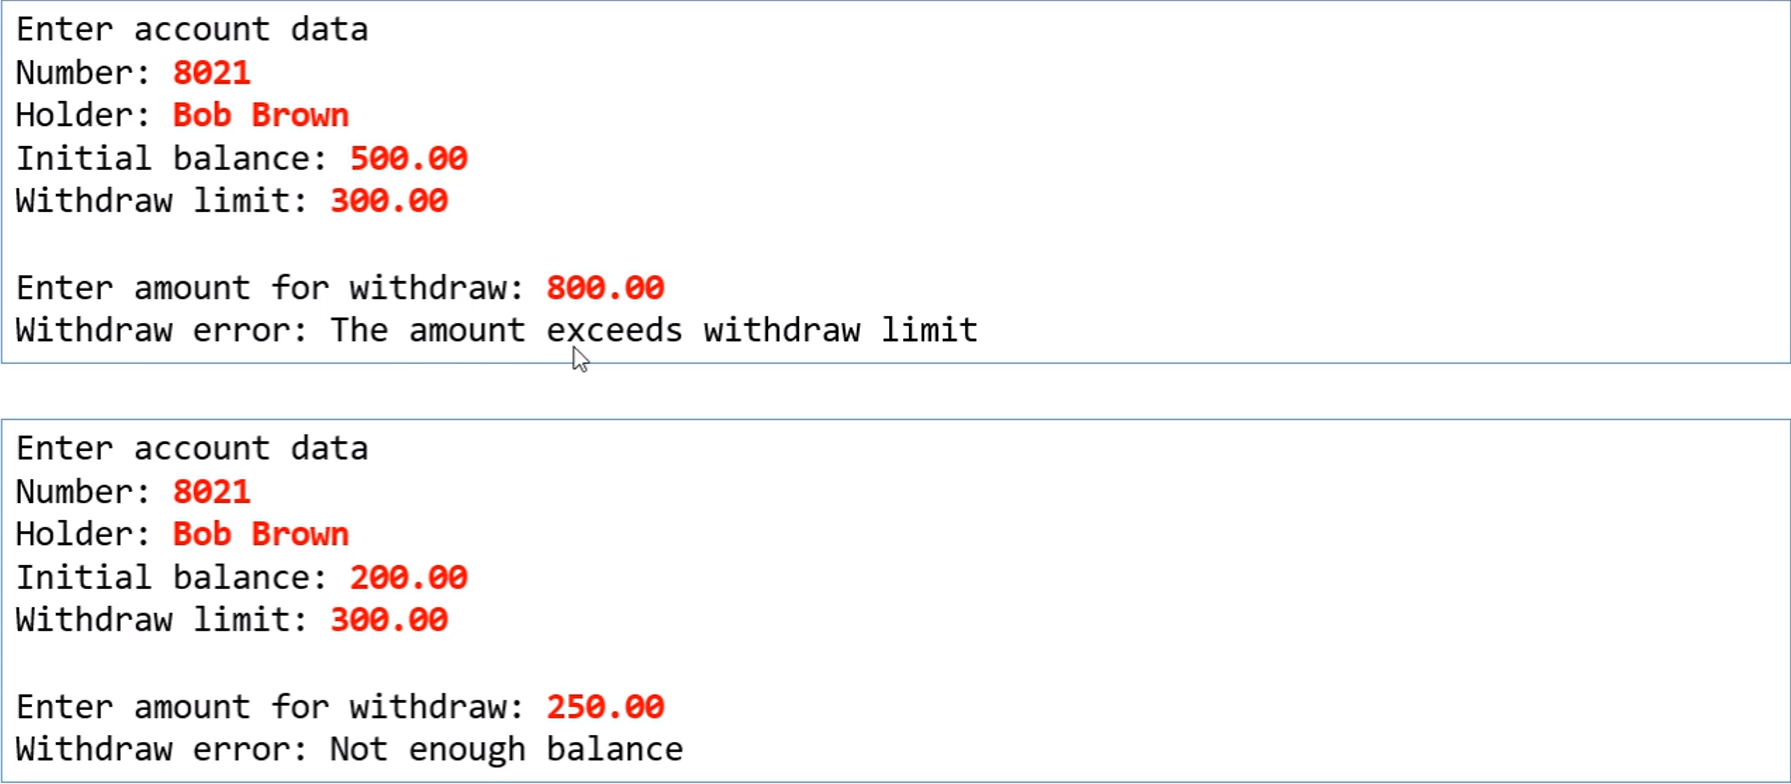 Enter account data
Number: 8021
Holder: Bob Brown
Initial balance: 500.00
Withdraw limit: 300.00
Enter amount for withdraw: 800.00
Withdraw error: The amount exceeds withdraw limit
Enter account data
Number: 8021
Holder: Bob Brown
Initial balance: 200.00
Withdraw limit: 300.00
Enter amount for withdraw: 250.00
Withdraw error: Not enough balance